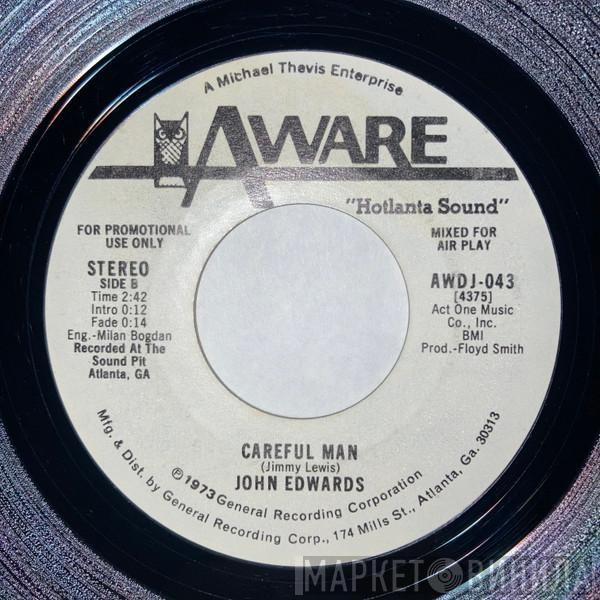 A Michael Thevis Enterprise
AWARE
"Hotlanta Sound"
FOR PROMOTIONAL
USE ONLY
MIXED FOR
AIR PLAY
STEREO
SIDE B
Time 2:42
Intro 0:12
Fade 0:14
Eng.-Milan Bogdan
Recorded At The
Sound Pit
Atlanta, GA
AWDJ-043
[4375]
Act One Music
Co., Inc.
BMI
Prod.-Floyd Smith
CAREFUL MAN
(Jimmy Lewis)
JOHN EDWARDS
℗ 1973 General Recording Corporation
Mfg. & Dist. by General Recording Corp., 174 Mills St., Atlanta, Ga. 30313
МАРКЕТ ВИНИЛА